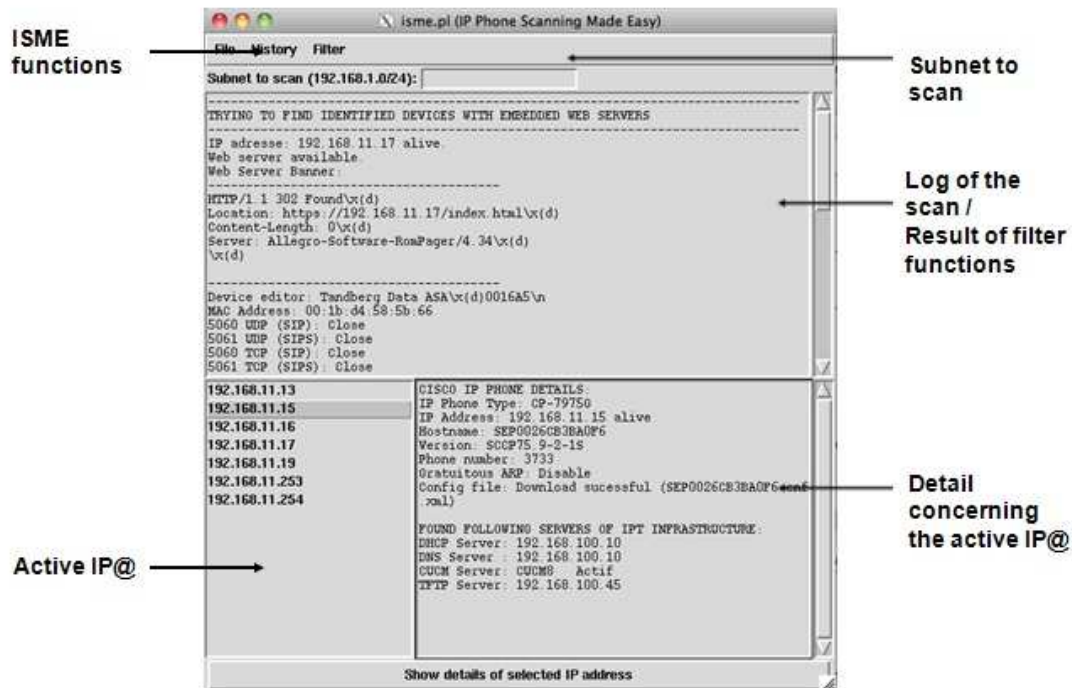 isme.pl (IP Phone Scanning Made Easy)
ISME
functions
File History Filter
Subnet to scan (192.168.1.0/24):
Subnet to
scan
TRYING TO FIND IDENTIFIED DEVICES WITH EMBEDDED WEB SERVERS
IP adresse: 192.168.11.17 alive.
Web server available.
Web Server Banner:
HTTP/1.1 302 Found\x(d)
Location: https://192.168.11.17/index.html\x(d)
Content-Length: 0\x(d)
Server: Allegro-Software-RomPager/4.34\x(d)
\x(d)
Log of the
scan /
Result of filter
functions
Device editor: Tandberg Data ASA\x(d)0016A5\n
MAC Address: 00:1b:d4:58:5b:66
5060 UDP (SIP): Close
5061 UDP (SIPS): Close
5060 TCP (SIP): Close
5061 TCP (SIPS): Close
192.168.11.13
192.168.11.15
192.168.11.16
192.168.11.17
192.168.11.19
192.168.11.253
192.168.11.254
CISCO IP PHONE DETAILS:
IP Phone Type: CP-7975G
IP Address: 192.168.11.15 alive
Hostname: SEP0026CB3BA0F6
Version: SCCP75.9-2-1S
Phone number: 3733
Gratuitous ARP: Disable
Config file: Download sucessful (SEP0026CB3BA0F6.cnf
.xml)
FOUND FOLLOWING SERVERS OF IPT INFRASTRUCTURE:
DHCP Server: 192.168.100.10
DNS Server : 192.168.100.10
CUCM Server: CUCM8 Actif
TFTP Server: 192.168.100.45
Detail
concerning
the active IP@
Active IP@
Show details of selected IP address